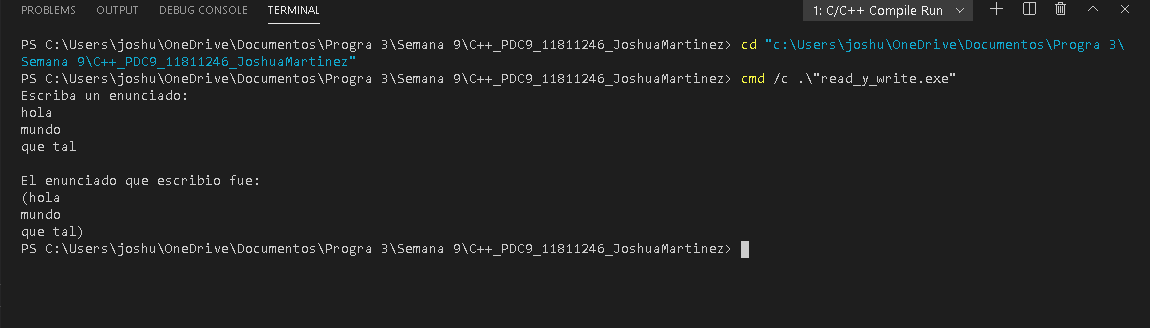 PROBLEMS OUTPUT DEBUG CONSOLE TERMINAL 1: C/C++ Compile Run
PS C:\Users\joshu\OneDrive\Documentos\Progra 3\Semana 9\C++_PDC9_11811246_JoshuaMartinez> cd "c:\Users\joshu\OneDrive\Documentos\Progra 3\
Semana 9\C++_PDC9_11811246_JoshuaMartinez"
PS C:\Users\joshu\OneDrive\Documentos\Progra 3\Semana 9\C++_PDC9_11811246_JoshuaMartinez> cmd /c .\"read_y_write.exe"
Escriba un enunciado:
hola
mundo
que tal
El enunciado que escribio fue:
(hola
mundo
que tal)
PS C:\Users\joshu\OneDrive\Documentos\Progra 3\Semana 9\C++_PDC9_11811246_JoshuaMartinez>